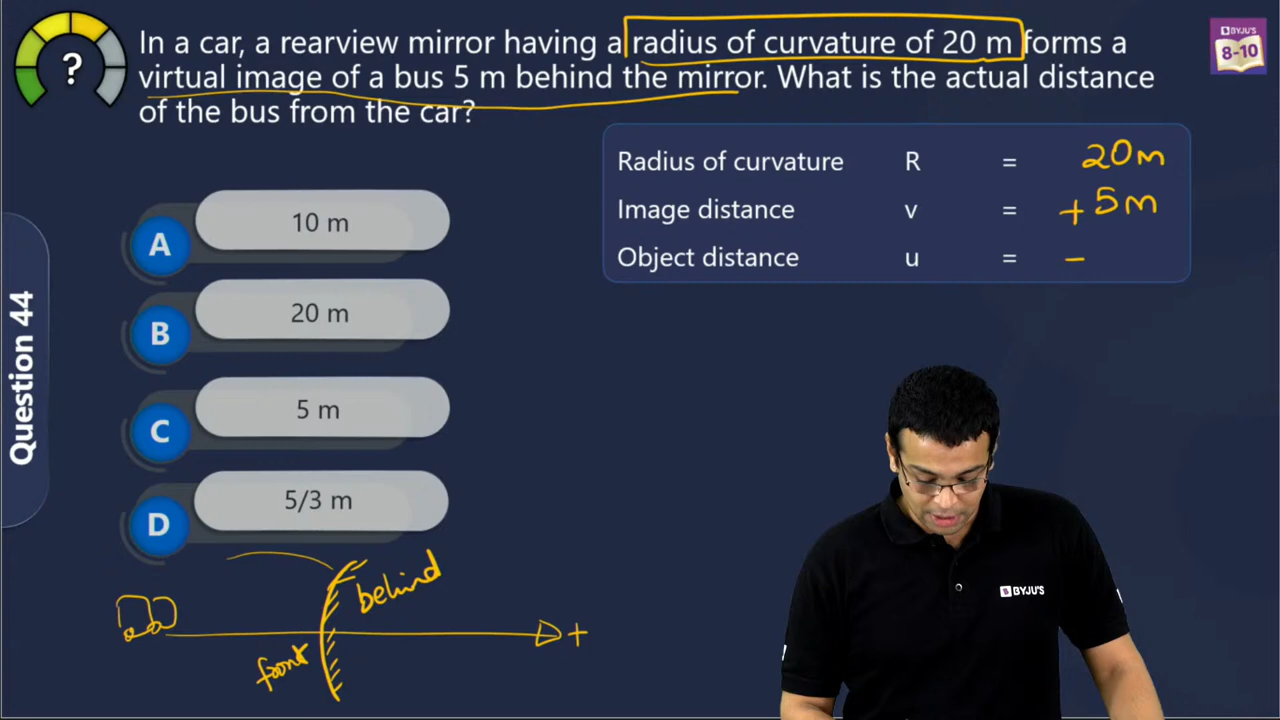 In a car, a rearview mirror having a radius of curvature of 20 m forms a
virtual image of a bus 5 m behind the mirror. What is the actual distance
of the bus from the car?
BYJU'S
8-10
?
Radius of curvature R = 20m
Image distance v = +5m
Object distance u = -
Question 44
A 10 m
B 20 m
C 5 m
D 5/3 m
behind
front
+
BYJU'S